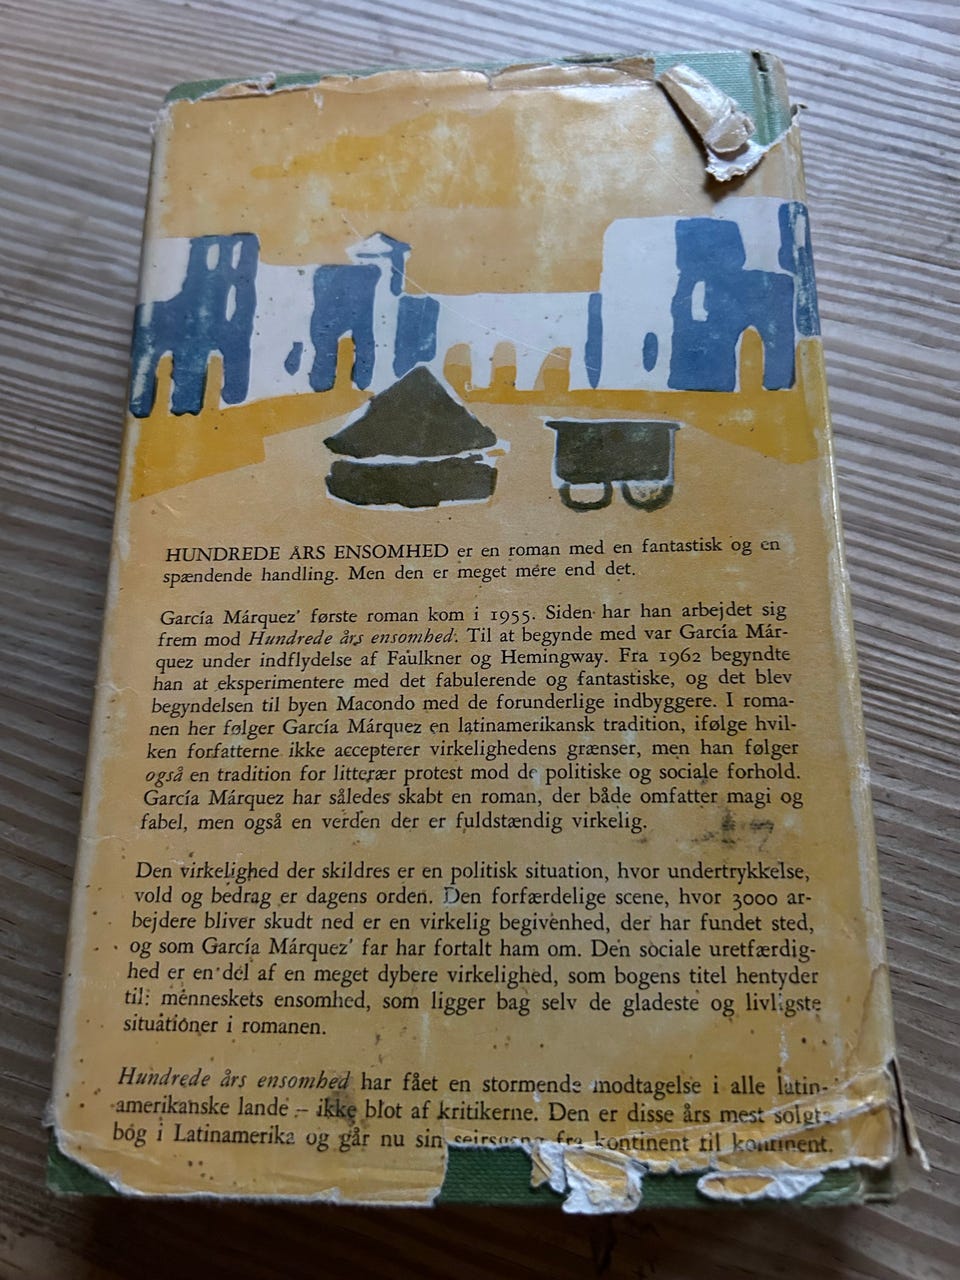 HUNDREDE ÅRS ENSOMHED er en roman med en fantastisk og en
spændende handling. Men den er meget mere end det.
García Márquez' første roman kom i 1955. Siden har han arbejdet sig
frem mod Hundrede års ensomhed. Til at begynde med var García Már-
quez under indflydelse af Faulkner og Hemingway. Fra 1962 begyndte
han at eksperimentere med det fabulerende og fantastiske, og det blev
begyndelsen til byen Macondo med de forunderlige indbyggere. I roma-
nen her følger García Márquez en latinamerikansk tradition, ifølge hvil-
ken forfatterne ikke accepterer virkelighedens grænser, men han følger
også en tradition for litterær protest mod de politiske og sociale forhold.
García Márquez har således skabt en roman, der både omfatter magi og
fabel, men også en verden der er fuldstændig virkelig.
Den virkelighed der skildres er en politisk situation, hvor undertrykkelse,
vold og bedrag er dagens orden. Den forfærdelige scene, hvor 3000 ar-
bejdere bliver skudt ned er en virkelig begivenhed, der har fundet sted,
og som García Márquez' far har fortalt ham om. Den sociale uretfærdig-
hed er en del af en meget dybere virkelighed, som bogens titel hentyder
til: menneskets ensomhed, som ligger bag selv de gladeste og livligste
situationer i romanen.
Hundrede års ensomhed har fået en stormende modtagelse i alle latin-
amerikanske lande – ikke blot af kritikerne. Den er disse års mest solgte
bog i Latinamerika og går nu sin sejrsgang fra kontinent til kontinent.